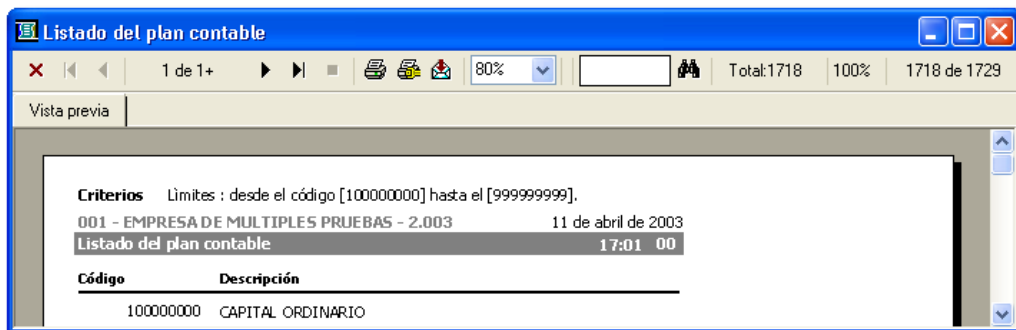 Listado del plan contable
1 de 1+ 80% Total:1718 100% 1718 de 1729
Vista previa
Criterios Lìmites : desde el código [100000000] hasta el [999999999].
001 - EMPRESA DE MULTIPLES PRUEBAS - 2.003 11 de abril de 2003
Listado del plan contable 17:01 00
Código Descripción
100000000 CAPITAL ORDINARIO